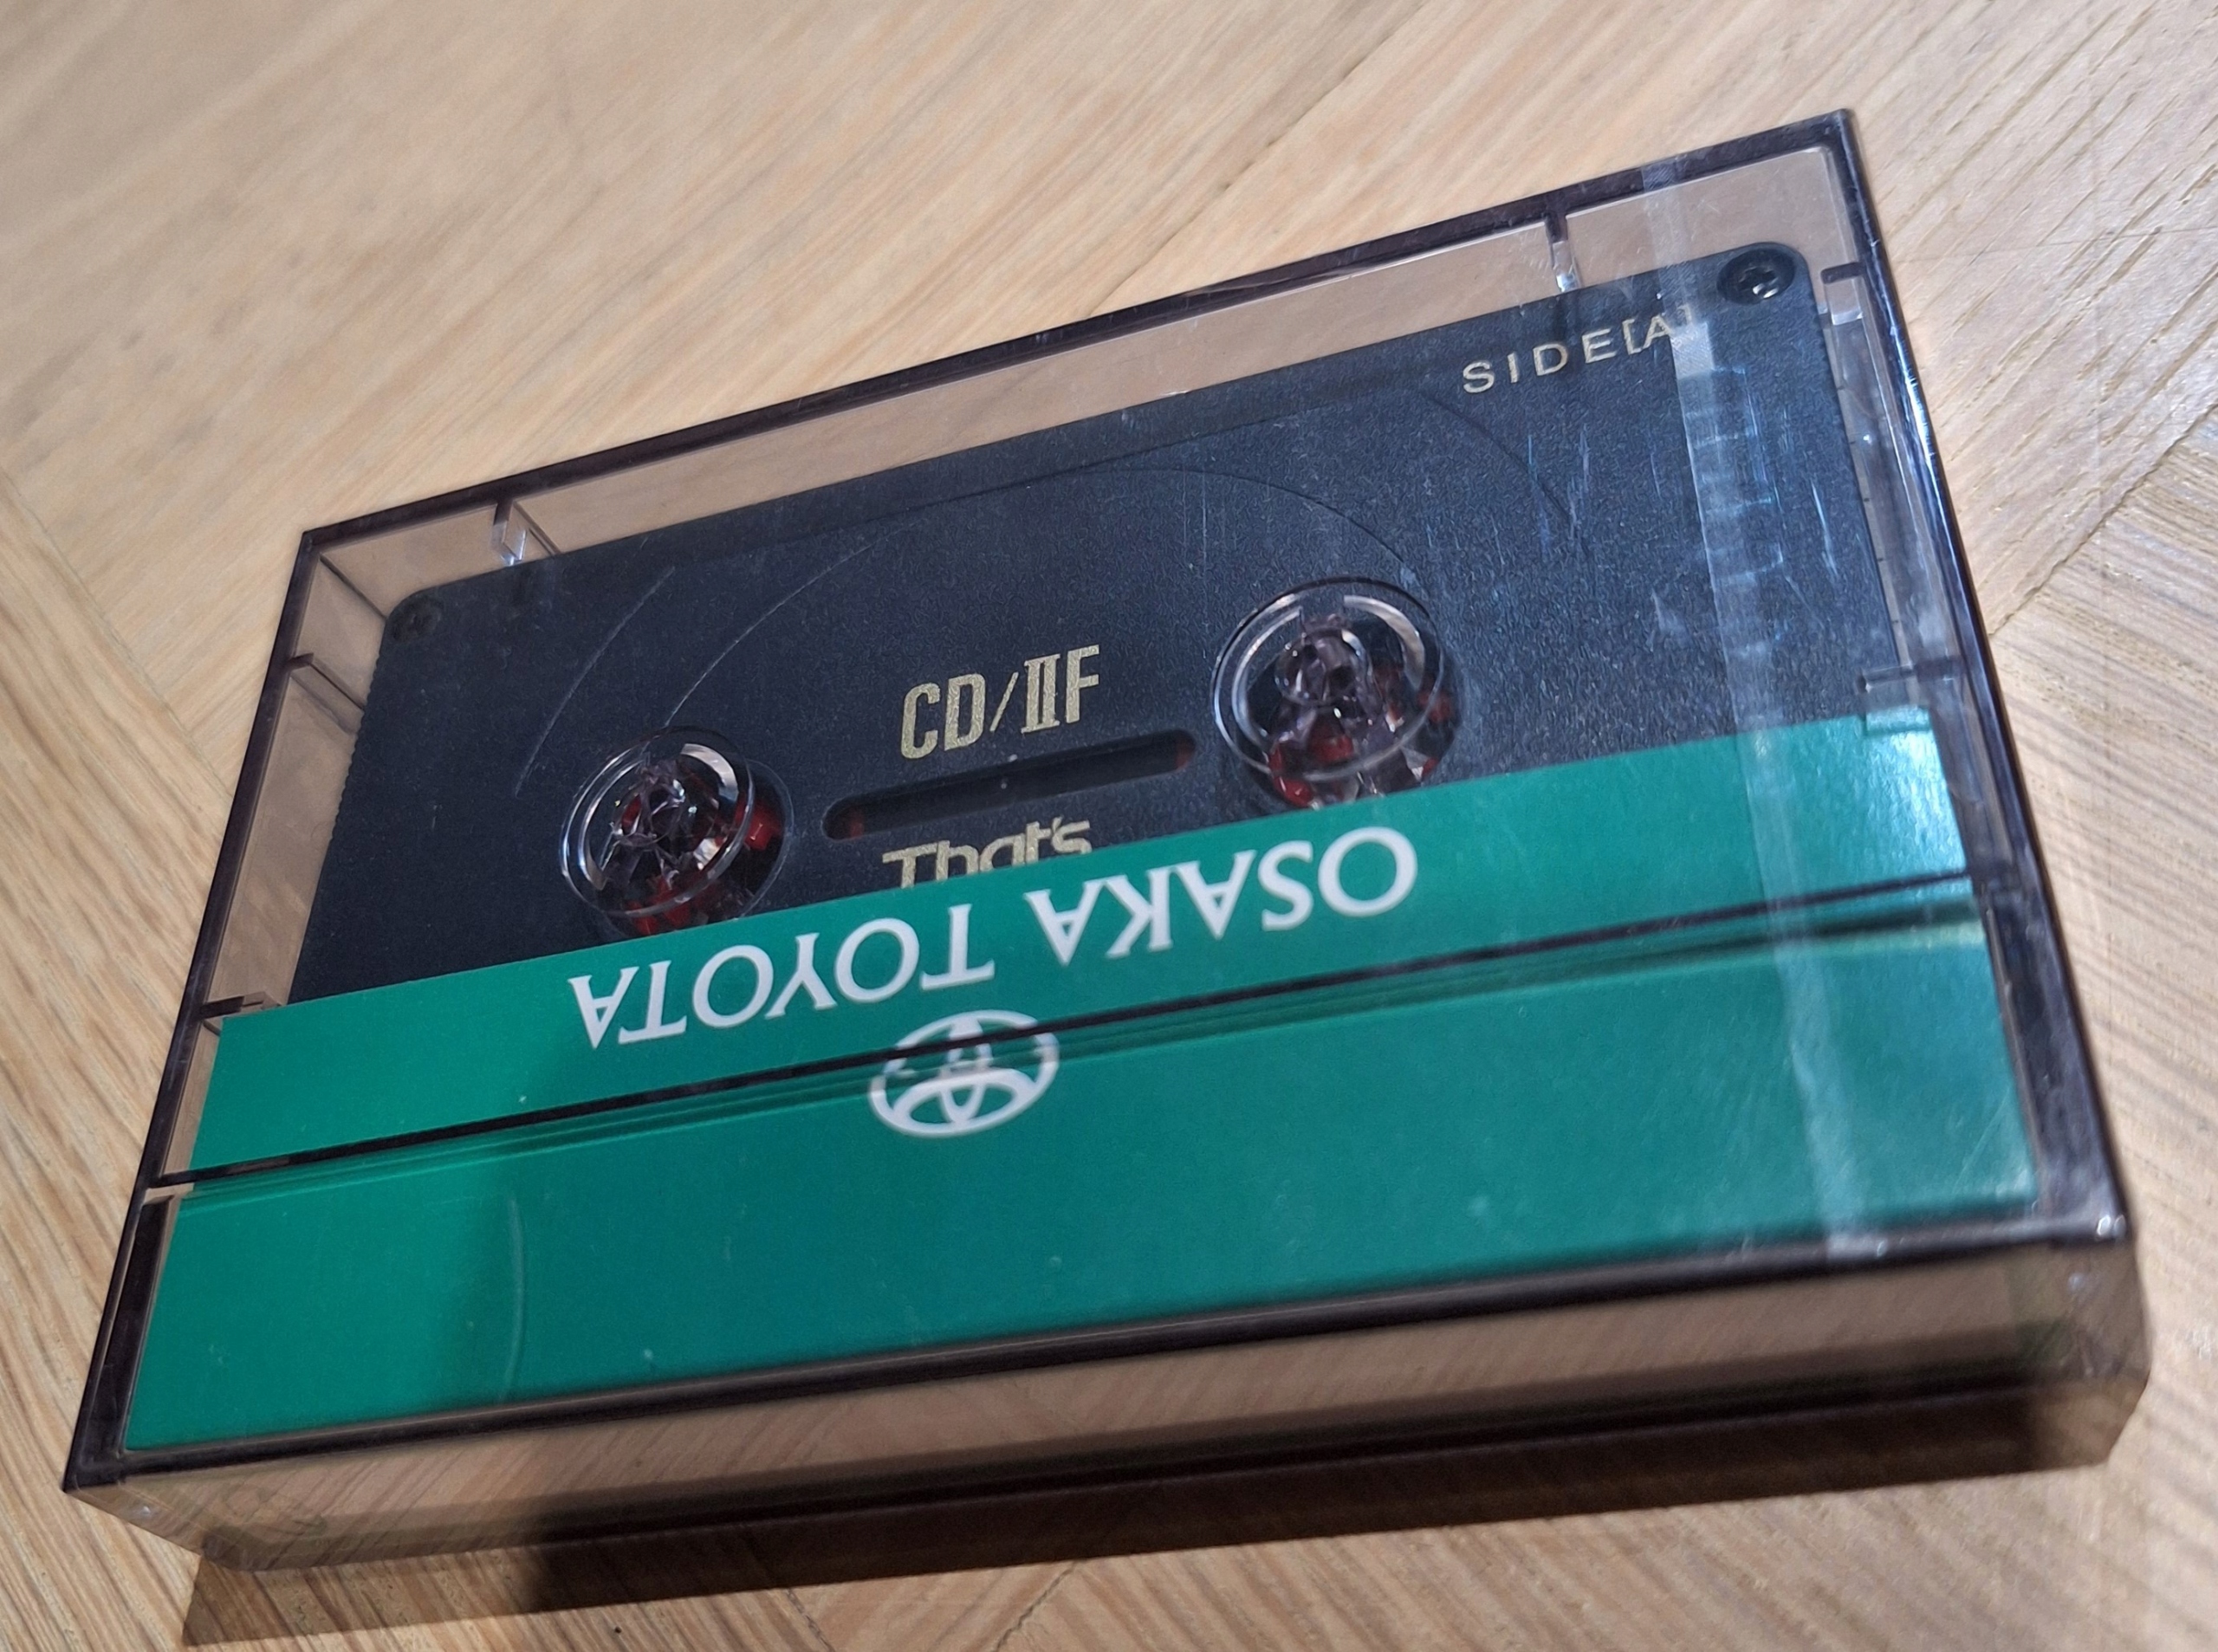 SIDE[A]
CD/ⅡF
That's
OSAKA TOYOTA